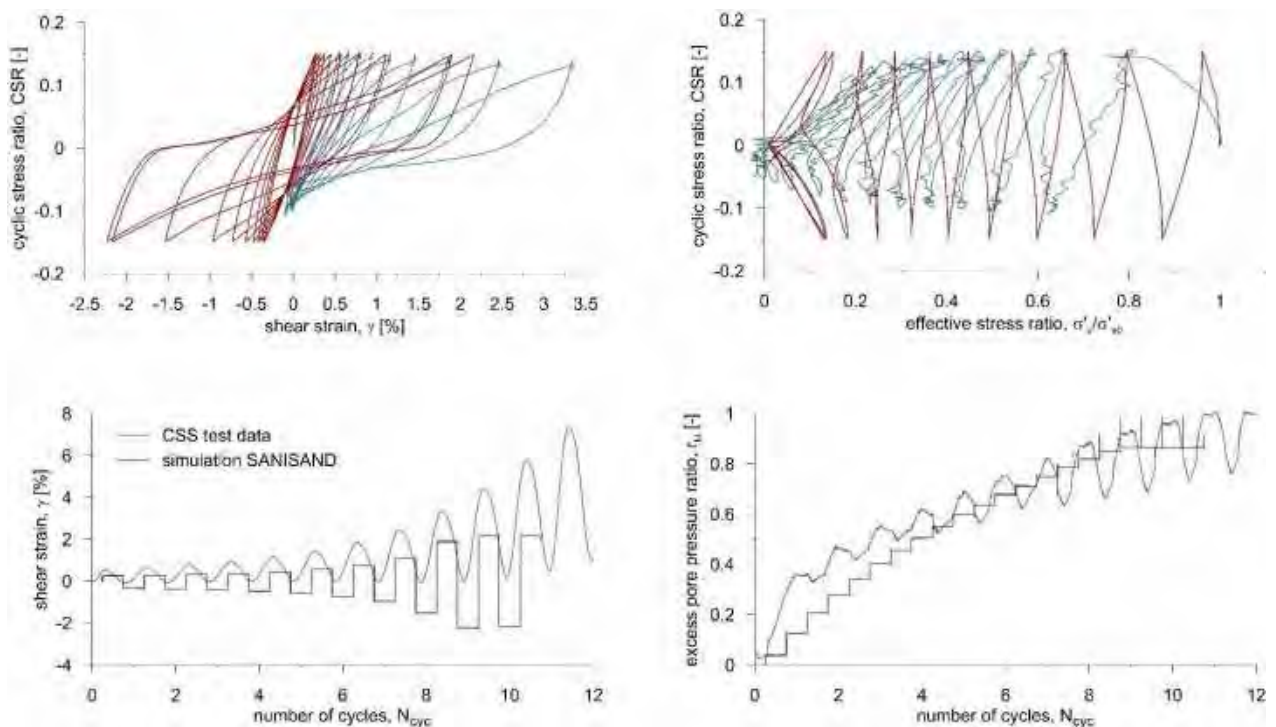 0.2
0.1
0
-0.1
-0.2
cyclic stress ratio, CSR [-]
-2.5 -2 -1.5 -1 -0.5 0 0.5 1 1.5 2 2.5 3 3.5
shear strain, γ [%]
0.2
0.1
0
-0.1
-0.2
cyclic stress ratio, CSR [-]
0 0.2 0.4 0.6 0.8 1
effective stress ratio, σ'v/σ'v0
8
6
4
2
0
-2
-4
shear strain, γ [%]
CSS test data
simulation SANISAND
0 2 4 6 8 10 12
number of cycles, Ncyc
1
0.8
0.6
0.4
0.2
0
excess pore pressure ratio, ru [-]
0 2 4 6 8 10 12
number of cycles, Ncyc